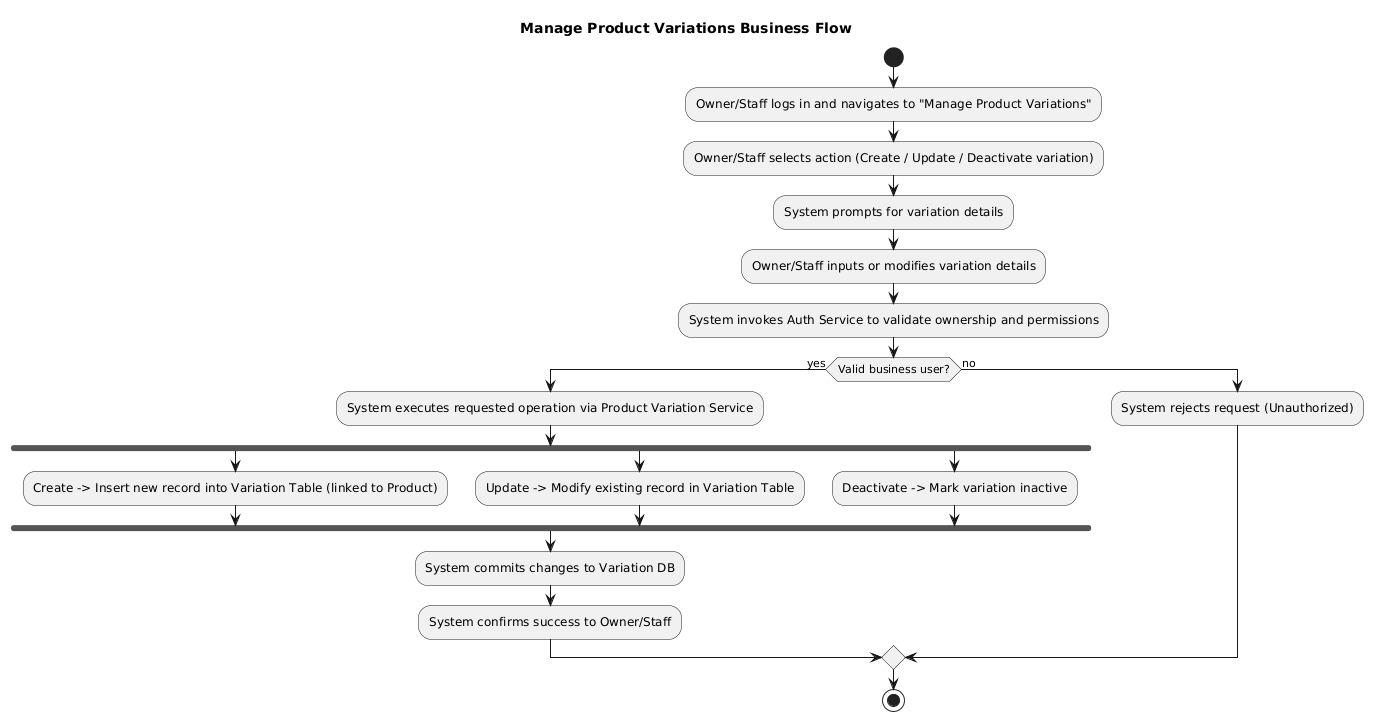 Manage Product Variations Business Flow
Owner/Staff logs in and navigates to "Manage Product Variations"
Owner/Staff selects action (Create / Update / Deactivate variation)
System prompts for variation details
Owner/Staff inputs or modifies variation details
System invokes Auth Service to validate ownership and permissions
yes
Valid business user?
no
System executes requested operation via Product Variation Service
System rejects request (Unauthorized)
Create -> Insert new record into Variation Table (linked to Product)
Update -> Modify existing record in Variation Table
Deactivate -> Mark variation inactive
System commits changes to Variation DB
System confirms success to Owner/Staff